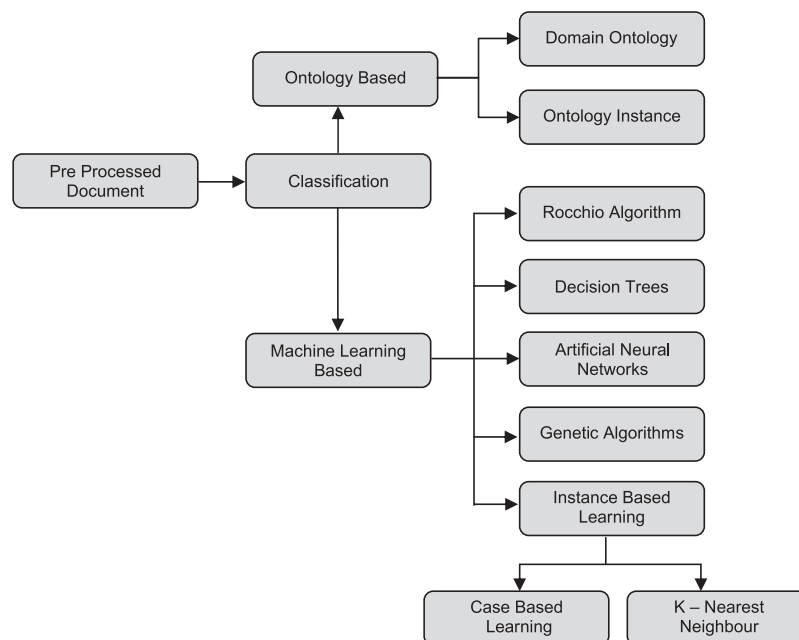 Domain Ontology
Ontology Based
Ontology Instance
Pre Processed
Document
Classification
Rocchio Algorithm
Decision Trees
Machine Learning
Based
Artificial Neural
Networks
Genetic Algorithms
Instance Based
Learning
Case Based
Learning
K – Nearest
Neighbour